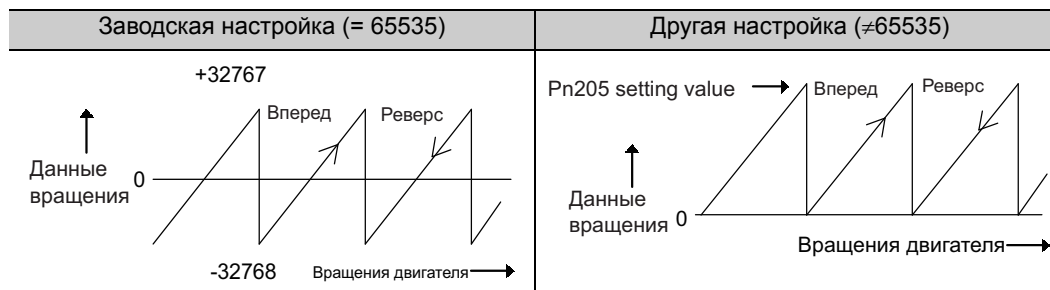 Заводская настройка (= 65535)
+32767
Вперед
Реверс
Данные
вращения
0
-32768
Вращения двигателя
Другая настройка (≠65535)
Pn205 setting value
Вперед
Реверс
Данные
вращения
0
Вращения двигателя